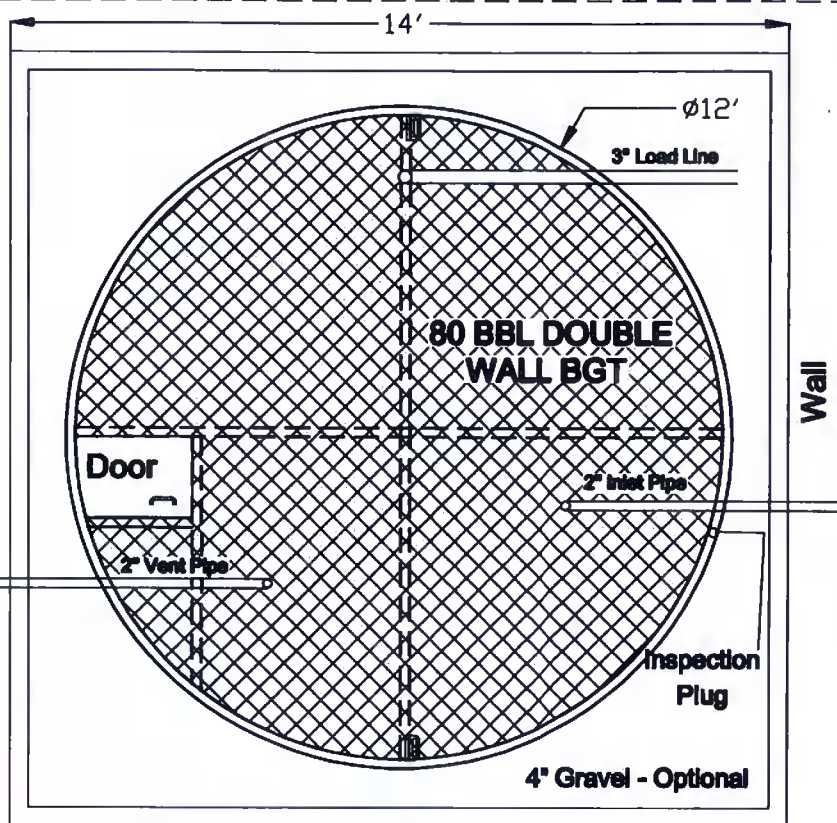 14'
ø12'
3" Load Line
80 BBL DOUBLE
WALL BGT
Wall
Door
2" Inlet Pipe
2" Vent Pipe
Inspection
Plug
4" Gravel - Optional